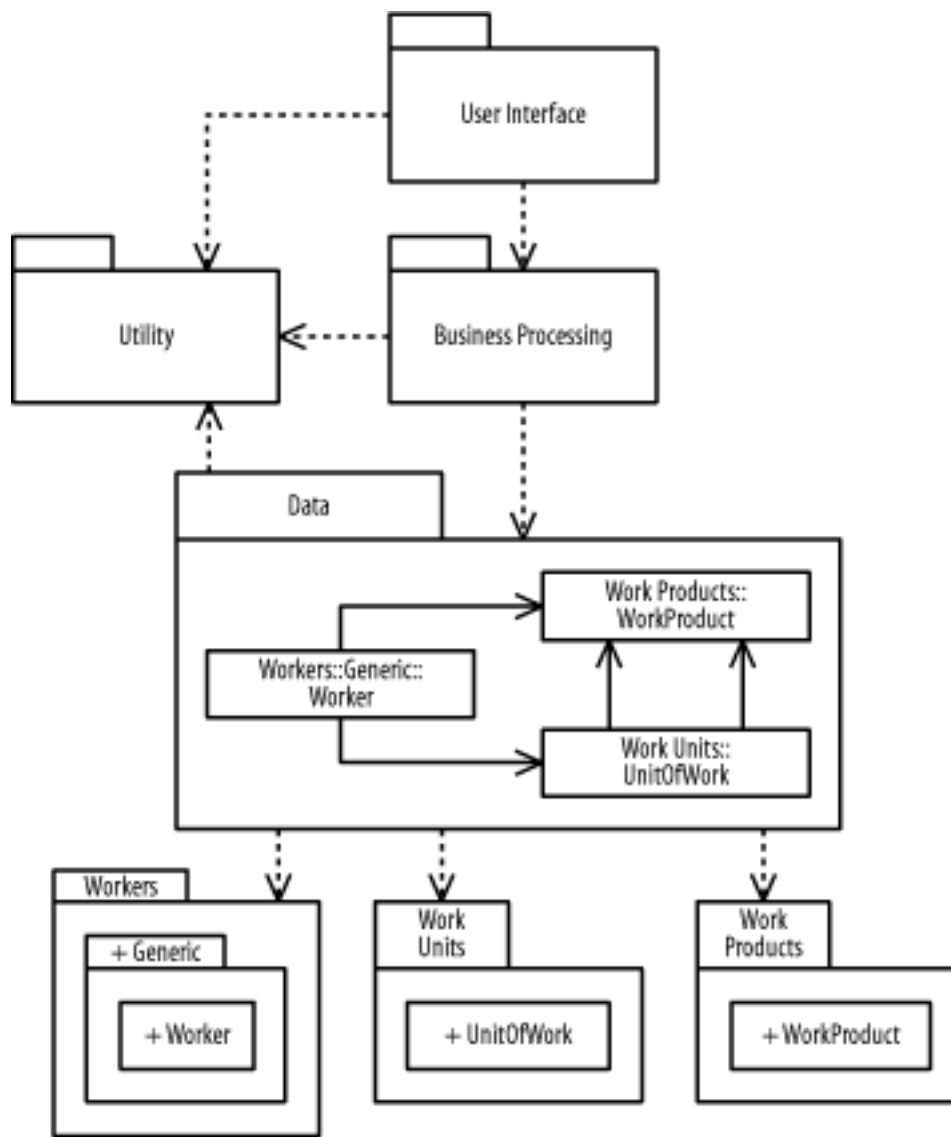 User Interface
Utility
Business Processing
Data
Work Products::
WorkProduct
Workers::Generic::
Worker
Work Units::
UnitOfWork
Workers
+ Generic
+ Worker
Work
Units
+ UnitOfWork
Work
Products
+ WorkProduct